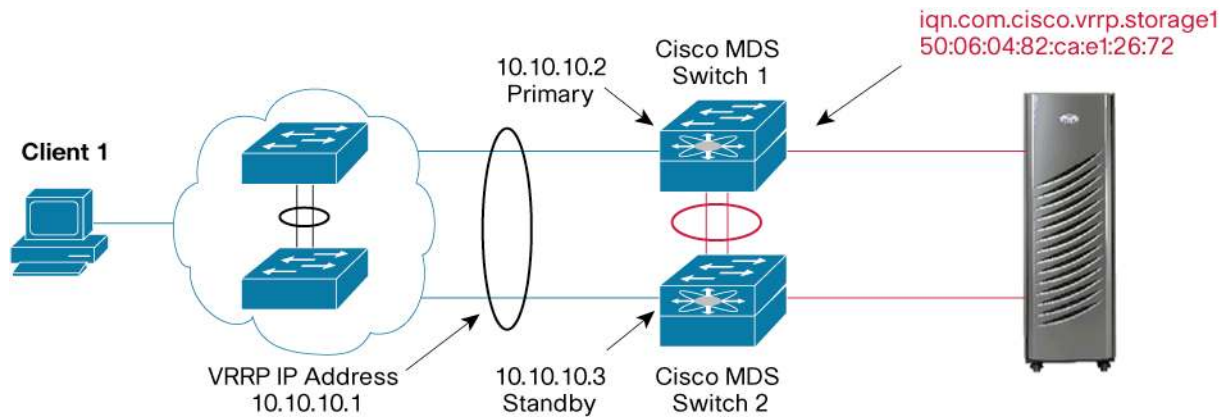 iqn.com.cisco.vrrp.storage1
50:06:04:82:ca:e1:26:72
Cisco MDS
Switch 1
10.10.10.2
Primary
Client 1
VRRP IP Address
10.10.10.1
10.10.10.3
Standby
Cisco MDS
Switch 2